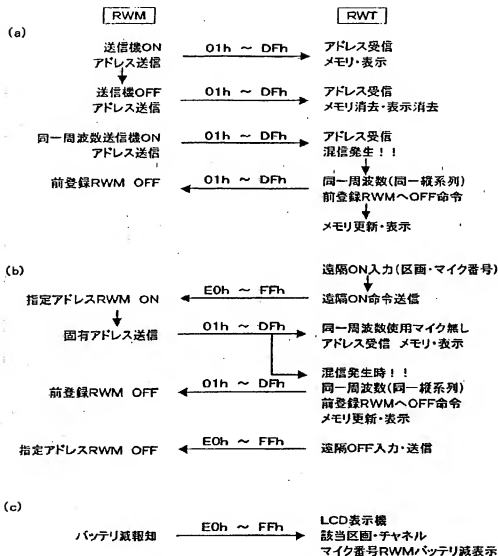 RWM RWT
(a)
送信機ON 01h ～ DFh アドレス受信
アドレス送信 メモリ・表示
送信機OFF 01h ～ DFh アドレス受信
アドレス送信 メモリ消去・表示消去
同一周波数送信機ON 01h ～ DFh アドレス受信
アドレス送信 混信発生！！
前登録RWM OFF 01h ～ DFh 同一周波数(同一縦系列)
前登録RWMへOFF命令
メモリ更新・表示
(b)
遠隔ON入力(区画・マイク番号)
指定アドレスRWM ON E0h ～ FFh 遠隔ON命令送信
固有アドレス送信 01h ～ DFh 同一周波数使用マイク無し
アドレス受信 メモリ・表示
混信発生時！！
前登録RWM OFF 01h ～ DFh 同一周波数(同一縦系列)
前登録RWMへOFF命令
メモリ更新・表示
指定アドレスRWM OFF E0h ～ FFh 遠隔OFF入力・送信
(c)
LCD表示機
バッテリ減報知 E0h ～ FFh 該当区画・チャネル
マイク番号RWMバッテリ減表示